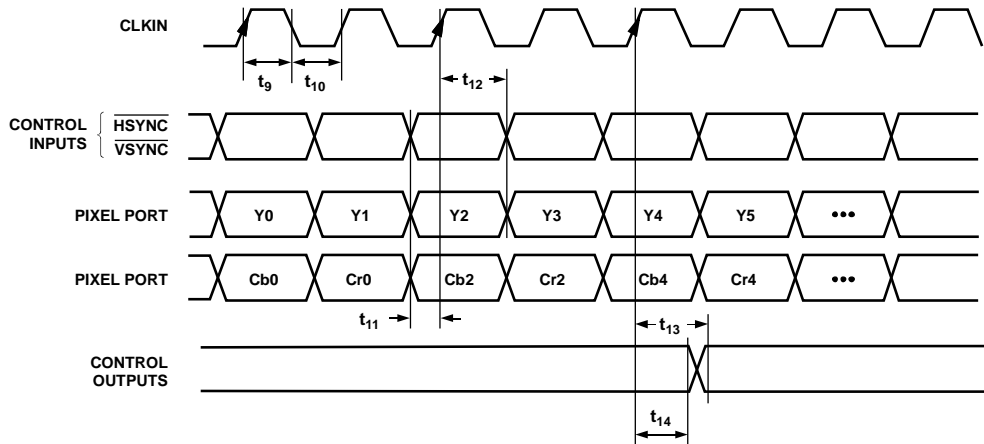 CLKIN
t9 t10 t12
CONTROL INPUTS { HSYNC
VSYNC
PIXEL PORT Y0 Y1 Y2 Y3 Y4 Y5 •••
PIXEL PORT Cb0 Cr0 Cb2 Cr2 Cb4 Cr4 •••
t11 t13
CONTROL
OUTPUTS
t14